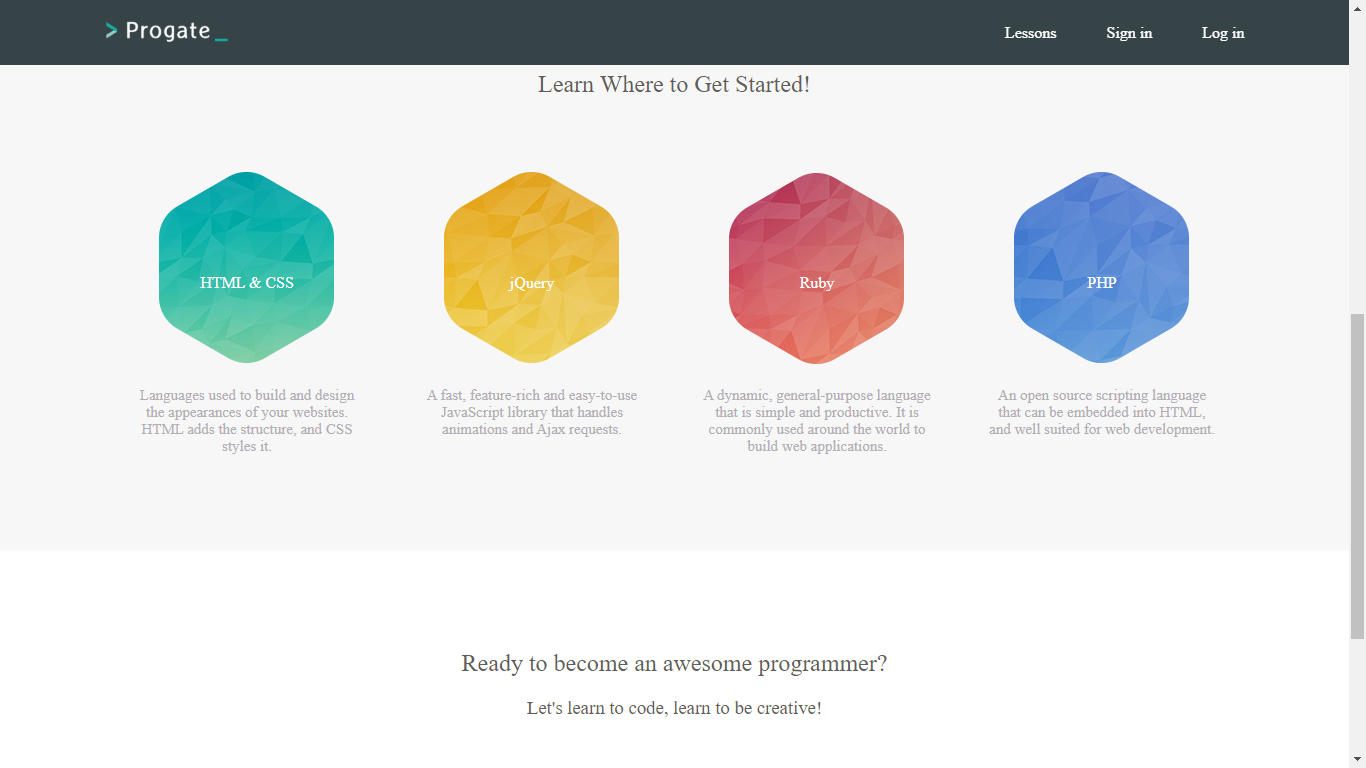 > Progate _
Lessons Sign in Log in
Learn Where to Get Started!
HTML & CSS
jQuery
Ruby
PHP
Languages used to build and design
the appearances of your websites.
HTML adds the structure, and CSS
styles it.
A fast, feature-rich and easy-to-use
JavaScript library that handles
animations and Ajax requests.
A dynamic, general-purpose language
that is simple and productive. It is
commonly used around the world to
build web applications.
An open source scripting language
that can be embedded into HTML,
and well suited for web development.
Ready to become an awesome programmer?
Let's learn to code, learn to be creative!